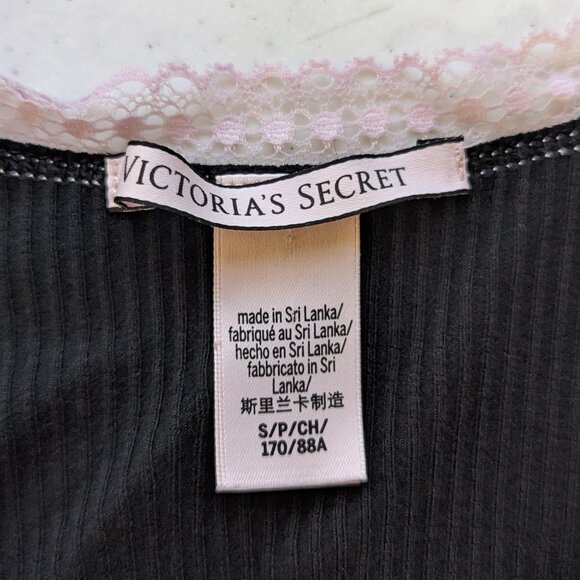 VICTORIA'S SECRET
made in Sri Lanka/
fabriqué au Sri Lanka/
hecho en Sri Lanka/
fabbricato in Sri
Lanka/
斯里兰卡制造
S/P/CH/
170/88A